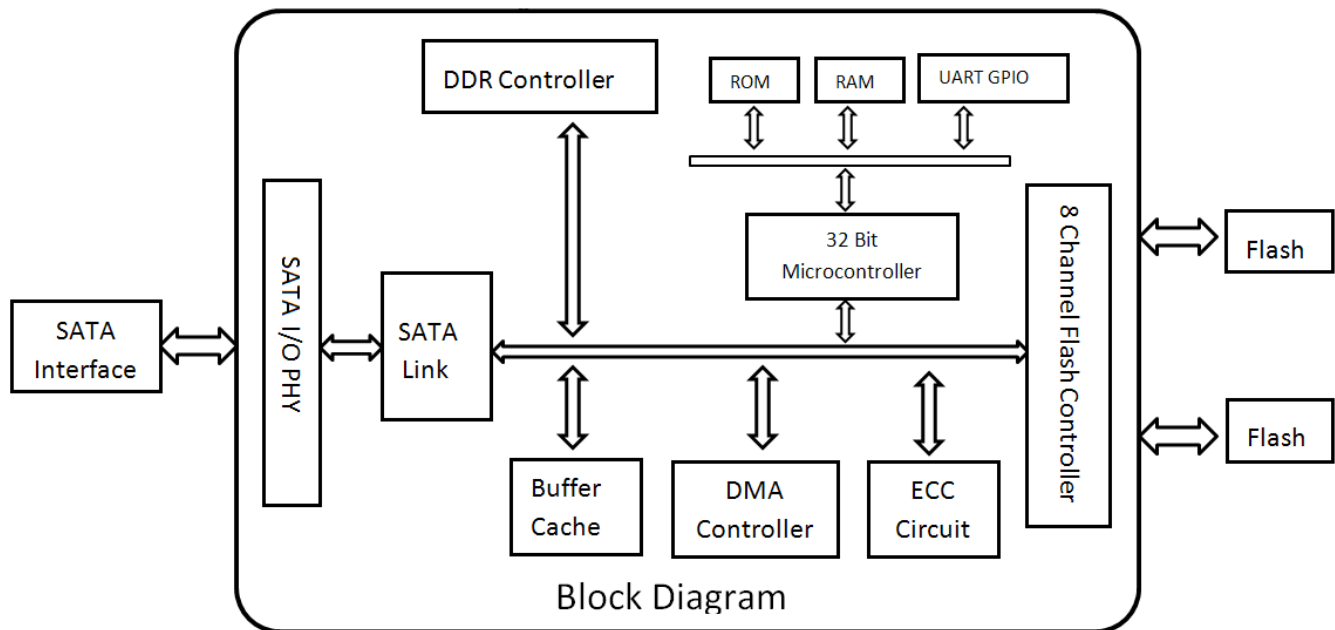 DDR Controller
ROM
RAM
UART GPIO
32 Bit
Microcontroller
SATA
Interface
SATA I/O PHY
SATA
Link
8 Channel Flash Controller
Flash
Flash
Buffer
Cache
DMA
Controller
ECC
Circuit
Block Diagram